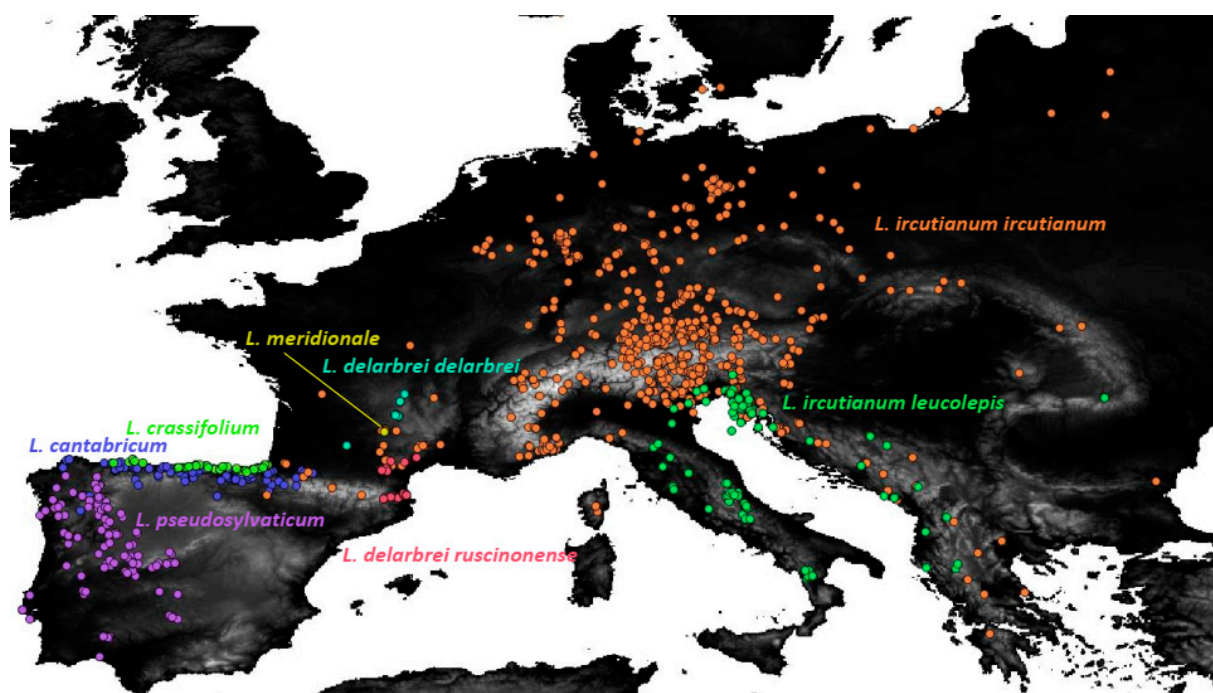 L. ircutianum ircutianum
L. meridionale
L. delarbrei delarbrei
L. ircutianum leucolepis
L. crassifolium
L. cantabricum
L. pseudosylvaticum
L. delarbrei ruscinonense